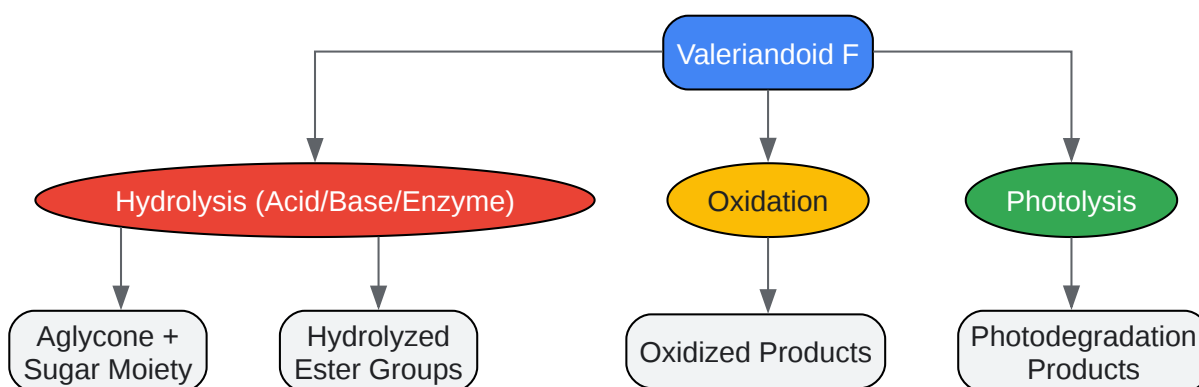 Valeriandoid F
Hydrolysis (Acid/Base/Enzyme)
Oxidation
Photolysis
Aglycone +
Sugar Moiety
Hydrolyzed
Ester Groups
Oxidized Products
Photodegradation
Products